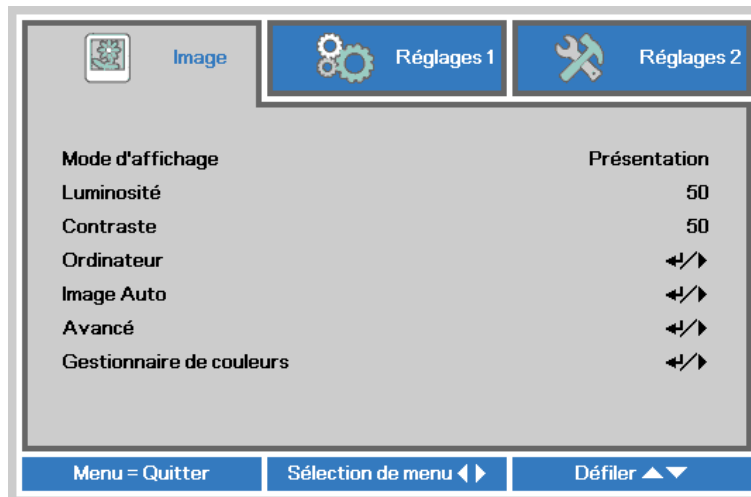 Image
Réglages 1
Réglages 2
Mode d'affichage Présentation
Luminosité 50
Contraste 50
Ordinateur ↵/▶
Image Auto ↵/▶
Avancé ↵/▶
Gestionnaire de couleurs ↵/▶
Menu = Quitter
Sélection de menu ◀▶
Défiler ▲▼